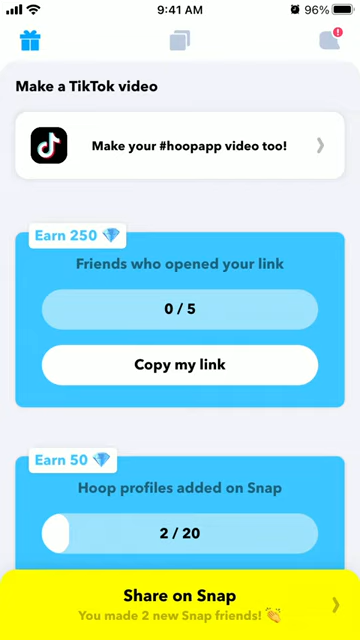 9:41 AM
96%
Make a TikTok video
Make your #hoopapp video too!
Earn 250 💎
Friends who opened your link
0 / 5
Copy my link
Earn 50 💎
Hoop profiles added on Snap
2 / 20
Share on Snap
You made 2 new Snap friends! 👏